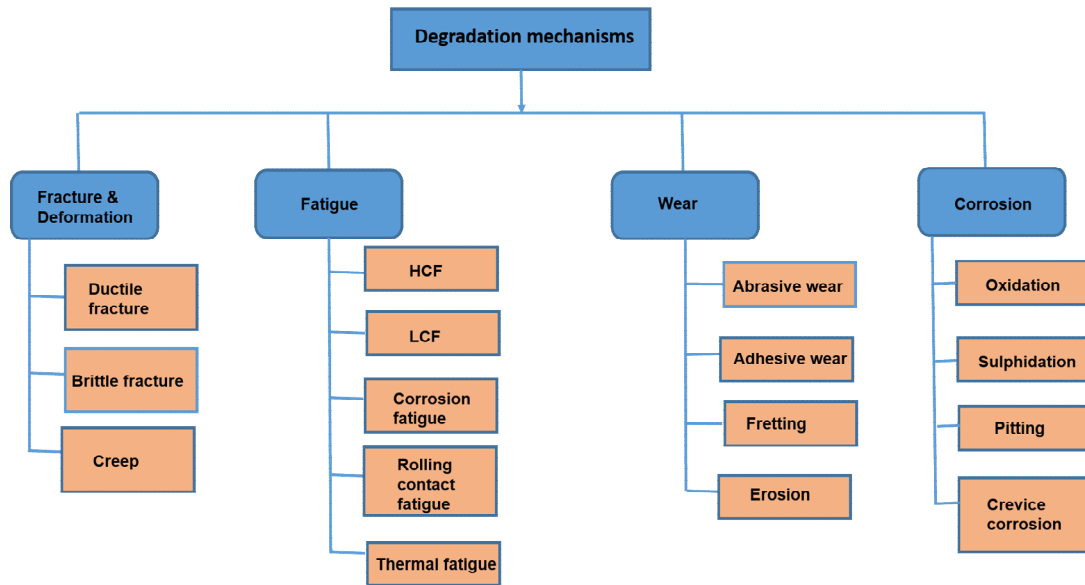 Degradation mechanisms
Fracture &
Deformation
Fatigue
Wear
Corrosion
Ductile
fracture
Brittle fracture
Creep
HCF
LCF
Corrosion
fatigue
Rolling
contact
fatigue
Thermal fatigue
Abrasive wear
Adhesive wear
Fretting
Erosion
Oxidation
Sulphidation
Pitting
Crevice
corrosion